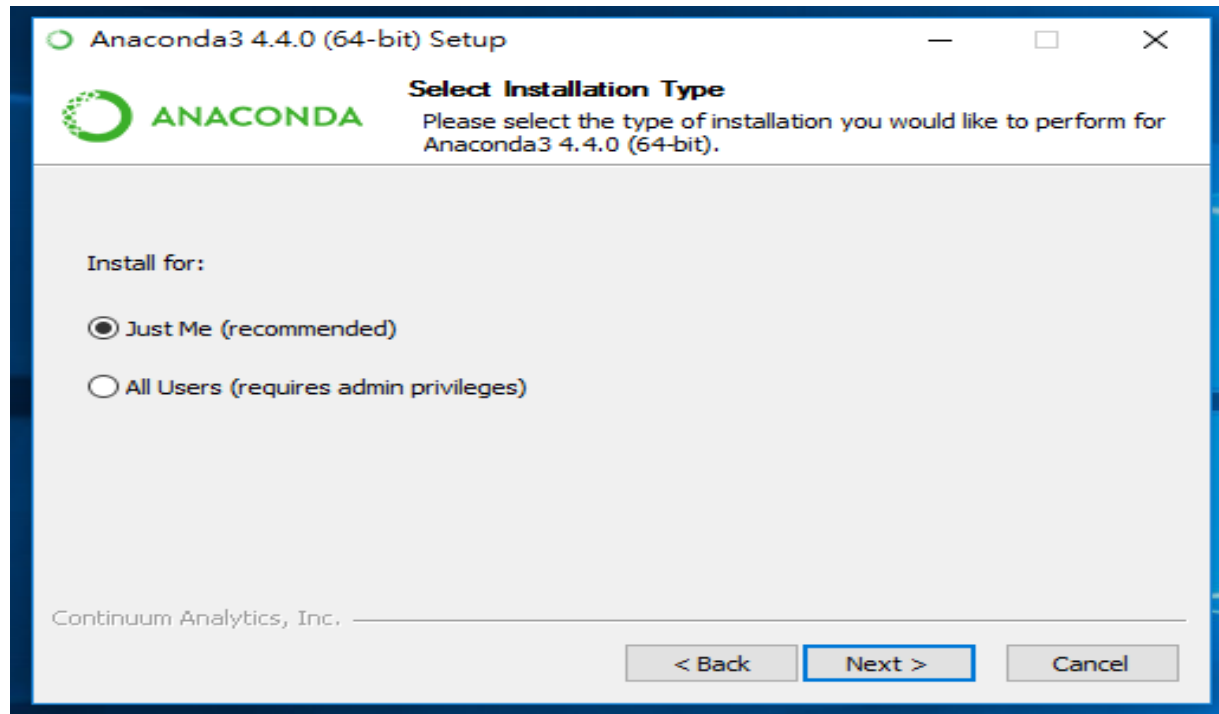 Anaconda3 4.4.0 (64-bit) Setup
ANACONDA
Select Installation Type
Please select the type of installation you would like to perform for
Anaconda3 4.4.0 (64-bit).
Install for:
Just Me (recommended)
All Users (requires admin privileges)
Continuum Analytics, Inc.
< Back
Next >
Cancel